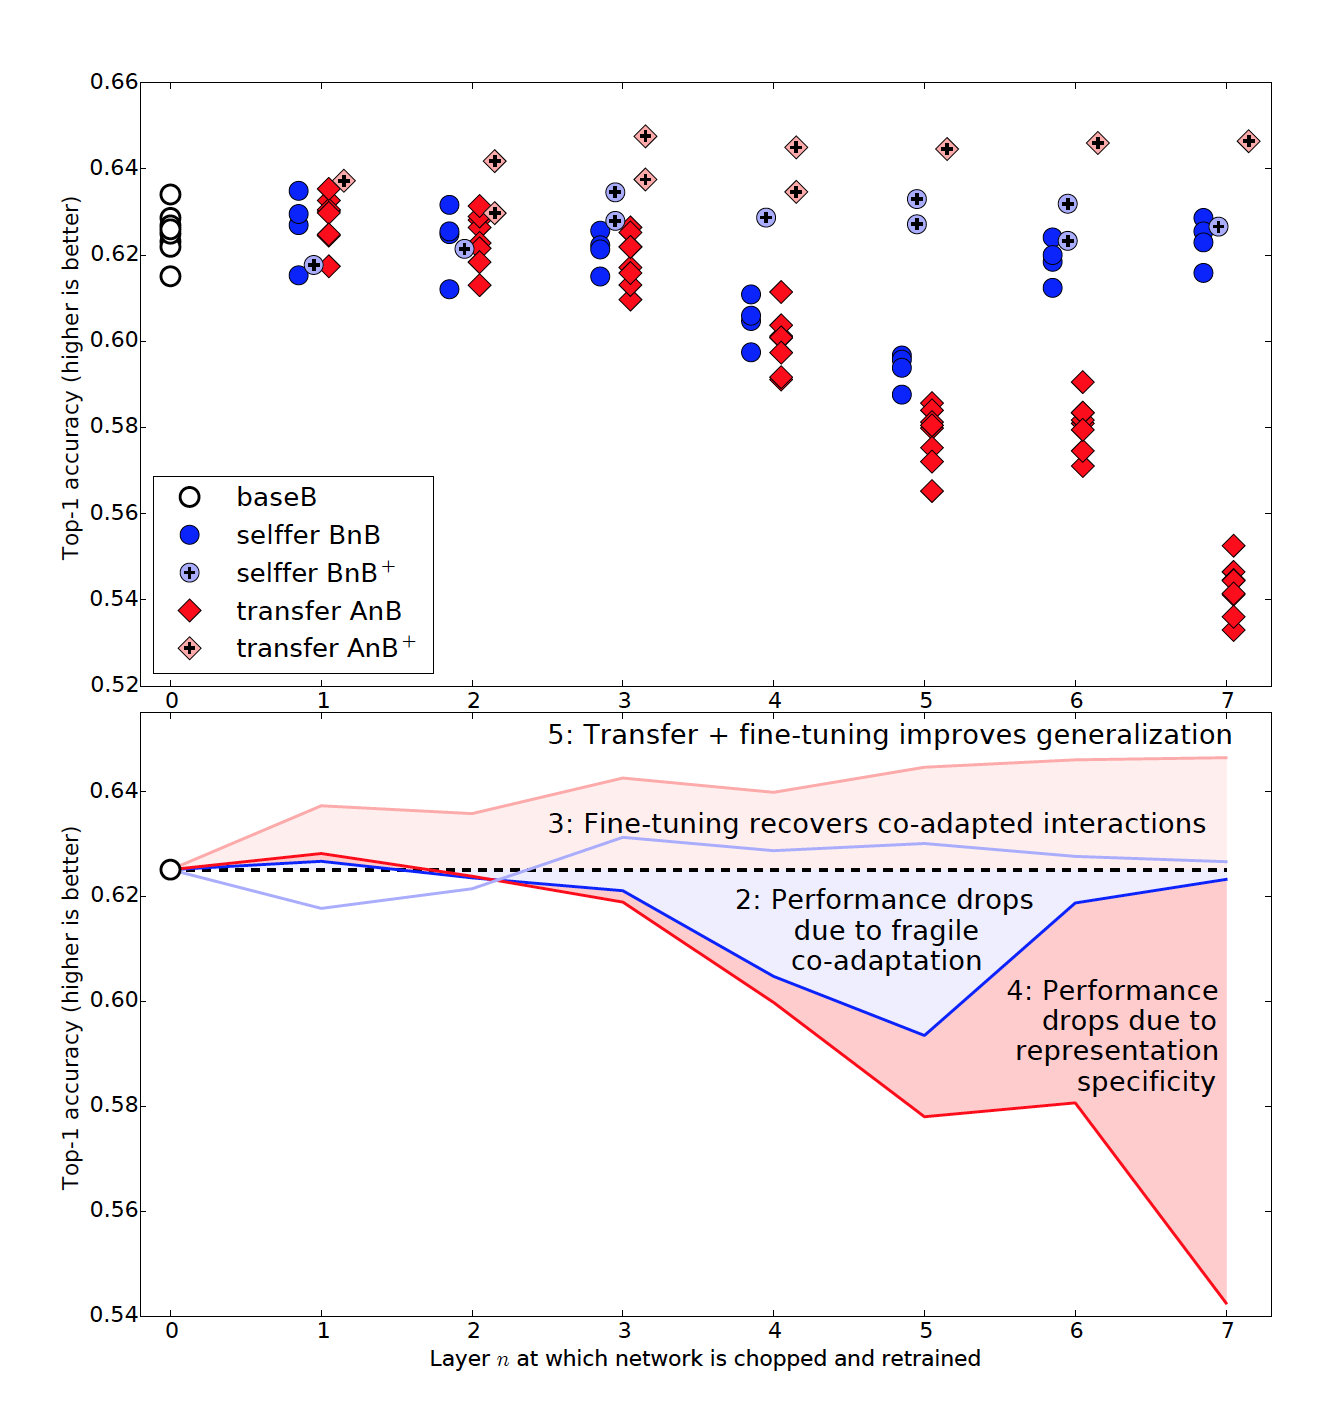 0.66
0.64
0.62
0.60
0.58
0.56
0.54
0.52
Top-1 accuracy (higher is better)
baseB
selffer BnB
selffer BnB⁺
transfer AnB
transfer AnB⁺
0 1 2 3 4 5 6 7
5: Transfer + fine-tuning improves generalization
3: Fine-tuning recovers co-adapted interactions
2: Performance drops
due to fragile
co-adaptation
4: Performance
drops due to
representation
specificity
0.64
0.62
0.60
0.58
0.56
0.54
Top-1 accuracy (higher is better)
0 1 2 3 4 5 6 7
Layer n at which network is chopped and retrained